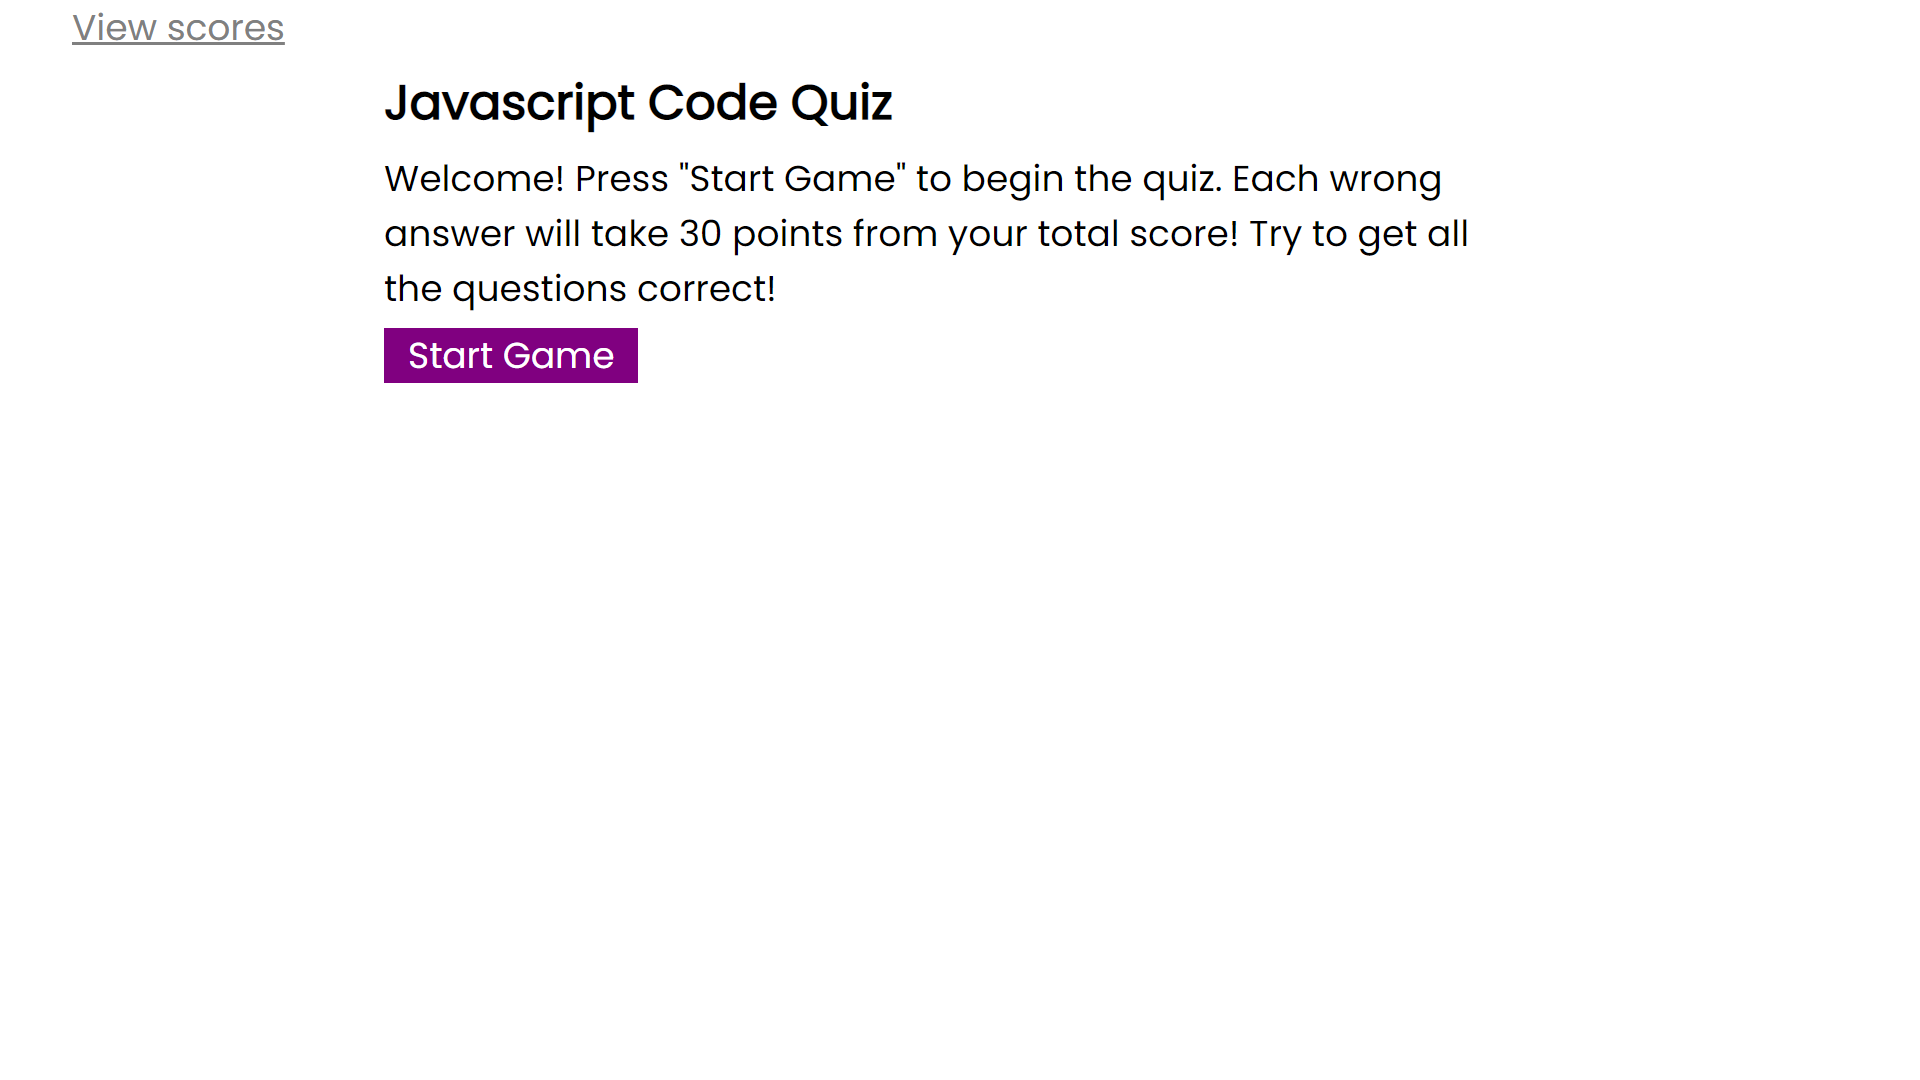 View scores
Javascript Code Quiz
Welcome! Press "Start Game" to begin the quiz. Each wrong
answer will take 30 points from your total score! Try to get all
the questions correct!
Start Game